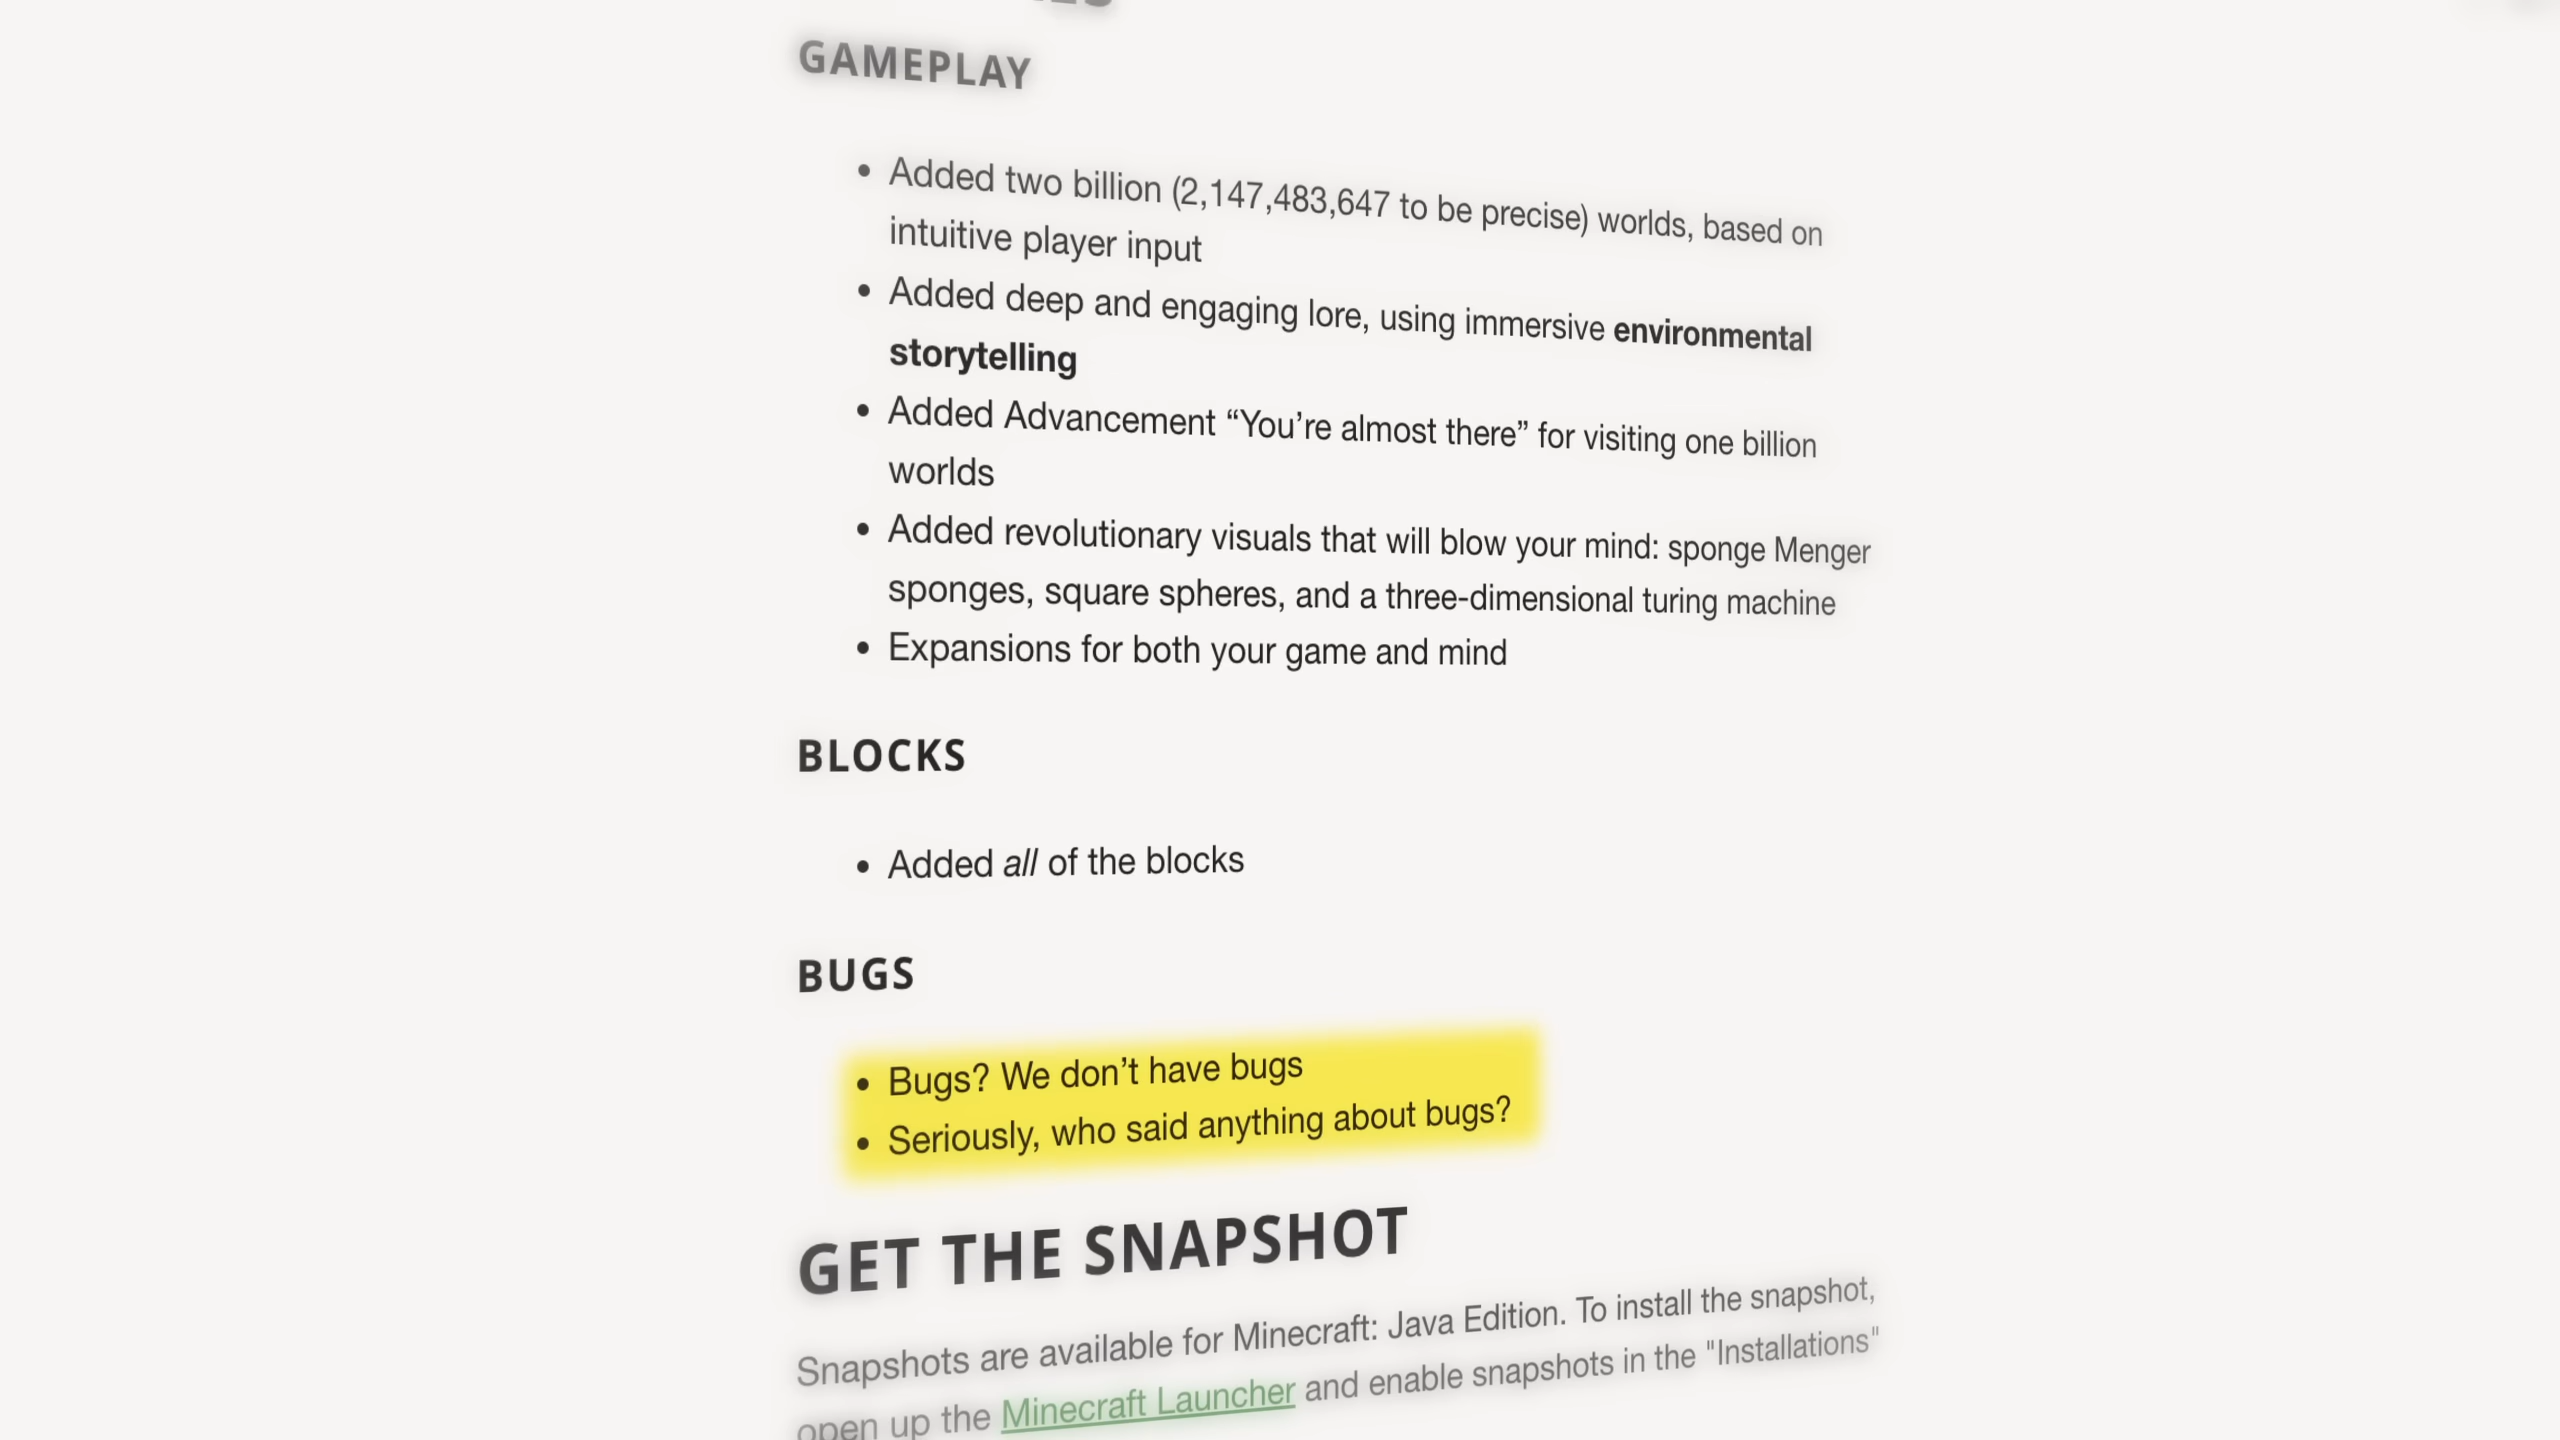 GAMEPLAY
• Added two billion (2,147,483,647 to be precise) worlds, based on
intuitive player input
• Added deep and engaging lore, using immersive environmental
storytelling
• Added Advancement “You’re almost there” for visiting one billion
worlds
• Added revolutionary visuals that will blow your mind: sponge Menger
sponges, square spheres, and a three-dimensional turing machine
• Expansions for both your game and mind
BLOCKS
• Added all of the blocks
BUGS
• Bugs? We don’t have bugs
• Seriously, who said anything about bugs?
GET THE SNAPSHOT
Snapshots are available for Minecraft: Java Edition. To install the snapshot,
open up the Minecraft Launcher and enable snapshots in the "Installations"